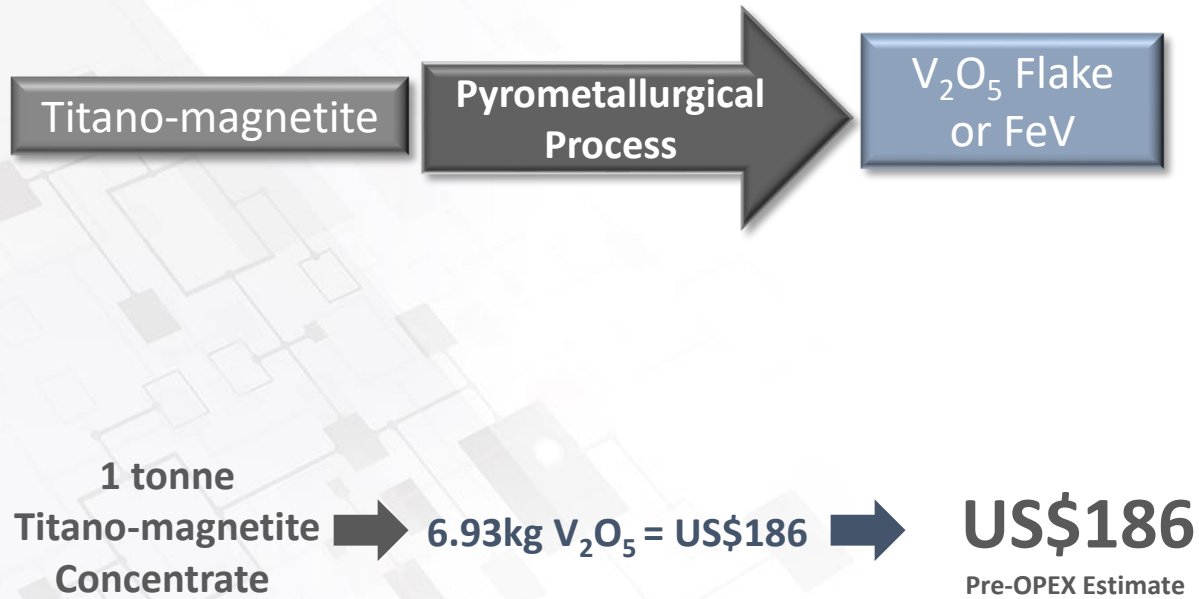 Titano-magnetite
Pyrometallurgical
Process
V₂O₅ Flake
or FeV
1 tonne
Titano-magnetite
Concentrate
6.93kg V₂O₅ = US$186
US$186
Pre-OPEX Estimate